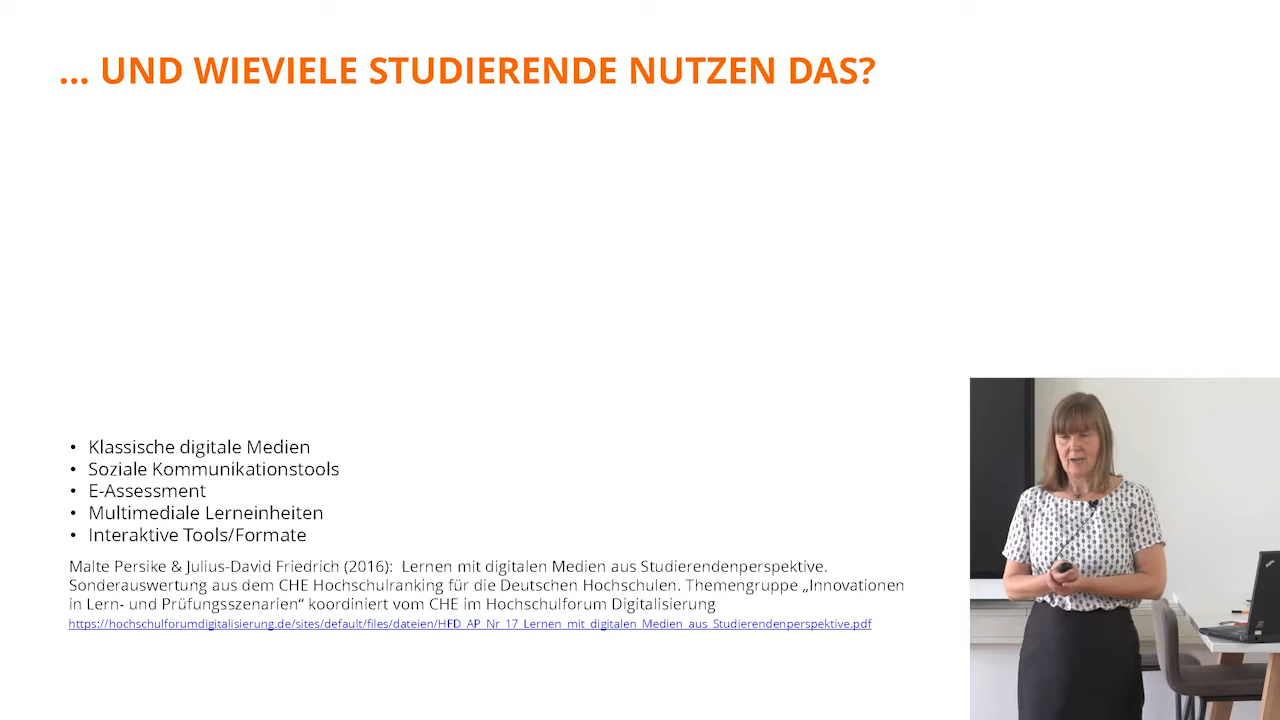 ... UND WIEVIELE STUDIERENDE NUTZEN DAS?
• Klassische digitale Medien
• Soziale Kommunikationstools
• E-Assessment
• Multimediale Lerneinheiten
• Interaktive Tools/Formate
Malte Persike & Julius-David Friedrich (2016): Lernen mit digitalen Medien aus Studierendenperspektive.
Sonderauswertung aus dem CHE Hochschulranking für die Deutschen Hochschulen. Themengruppe „Innovationen
in Lern- und Prüfungsszenarien“ koordiniert vom CHE im Hochschulforum Digitalisierung
https://hochschulforumdigitalisierung.de/sites/default/files/dateien/HFD_AP_Nr_17_Lernen_mit_digitalen_Medien_aus_Studierendenperspektive.pdf